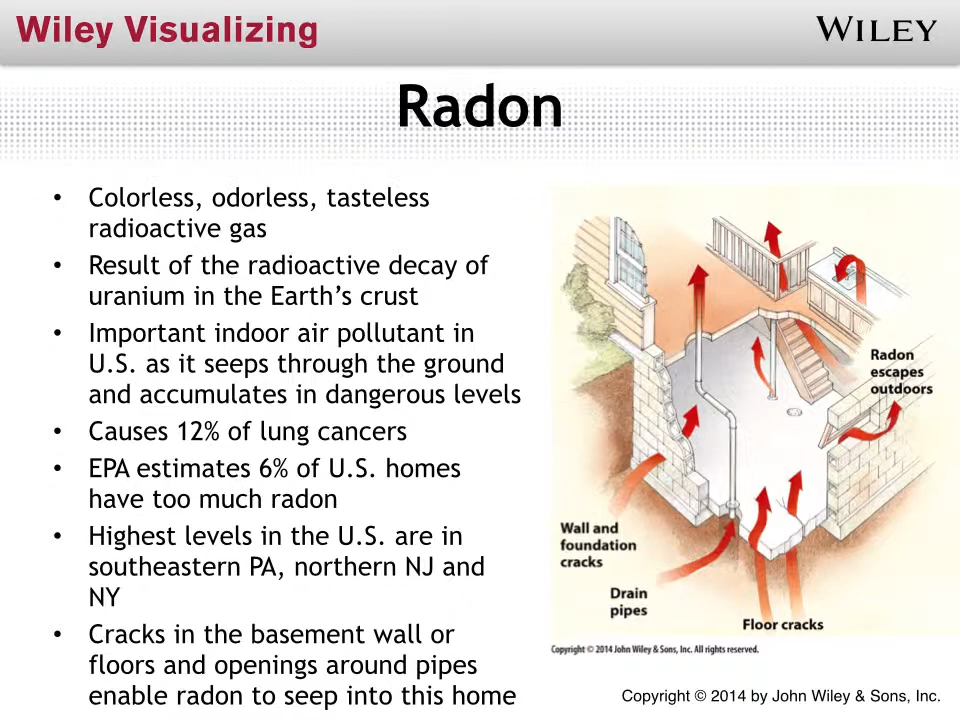 Wiley Visualizing
WILEY
Radon
• Colorless, odorless, tasteless
radioactive gas
• Result of the radioactive decay of
uranium in the Earth’s crust
• Important indoor air pollutant in
U.S. as it seeps through the ground
and accumulates in dangerous levels
• Causes 12% of lung cancers
• EPA estimates 6% of U.S. homes
have too much radon
• Highest levels in the U.S. are in
southeastern PA, northern NJ and
NY
• Cracks in the basement wall or
floors and openings around pipes
enable radon to seep into this home
Radon
escapes
outdoors
Wall and
foundation
cracks
Drain
pipes
Floor cracks
Copyright © 2014 John Wiley & Sons, Inc. All rights reserved.
Copyright © 2014 by John Wiley & Sons, Inc.